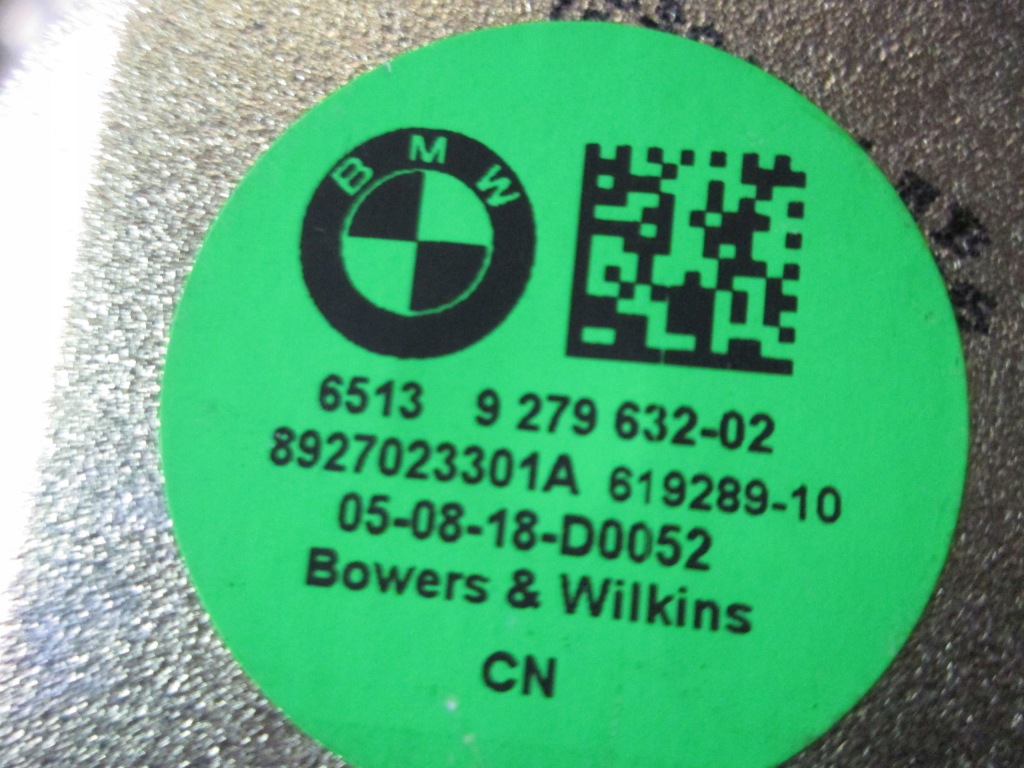 BMW
6513 9 279 632-02
8927023301A 619289-10
05-08-18-D0052
Bowers & Wilkins
CN